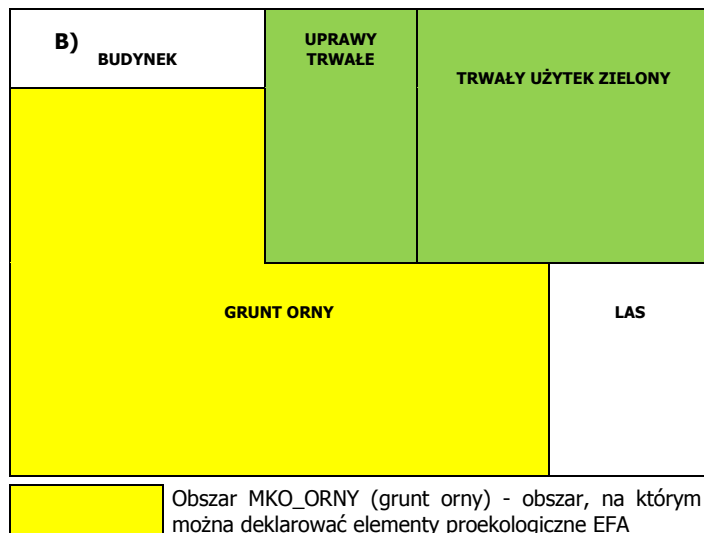 B)
BUDYNEK
UPRAWY
TRWAŁE
TRWAŁY UŻYTEK ZIELONY
GRUNT ORNY
LAS
Obszar MKO_ORNY (grunt orny) - obszar, na którym
można deklarować elementy proekologiczne EFA